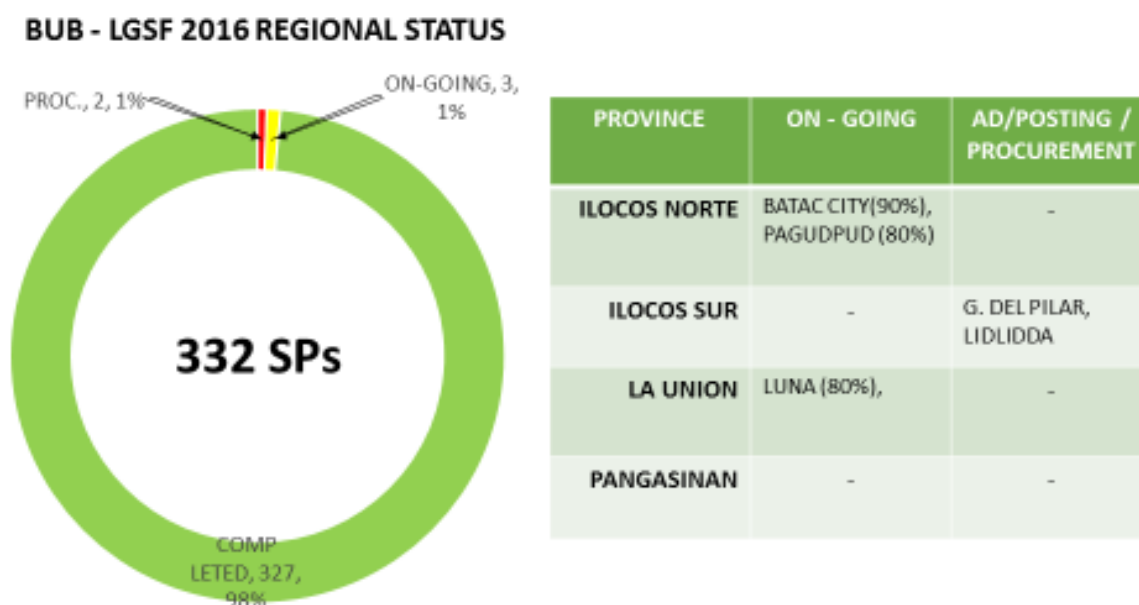 BUB - LGSF 2016 REGIONAL STATUS
PROC., 2, 1%
ON-GOING, 3,
1%
332 SPs
COMP
LETED, 327,
98%
PROVINCE ON - GOING AD/POSTING /
PROCUREMENT
ILOCOS NORTE BATAC CITY(90%), -
PAGUDPUD (80%)
ILOCOS SUR - G. DEL PILAR,
LIDLIDDA
LA UNION LUNA (80%), -
PANGASINAN - -